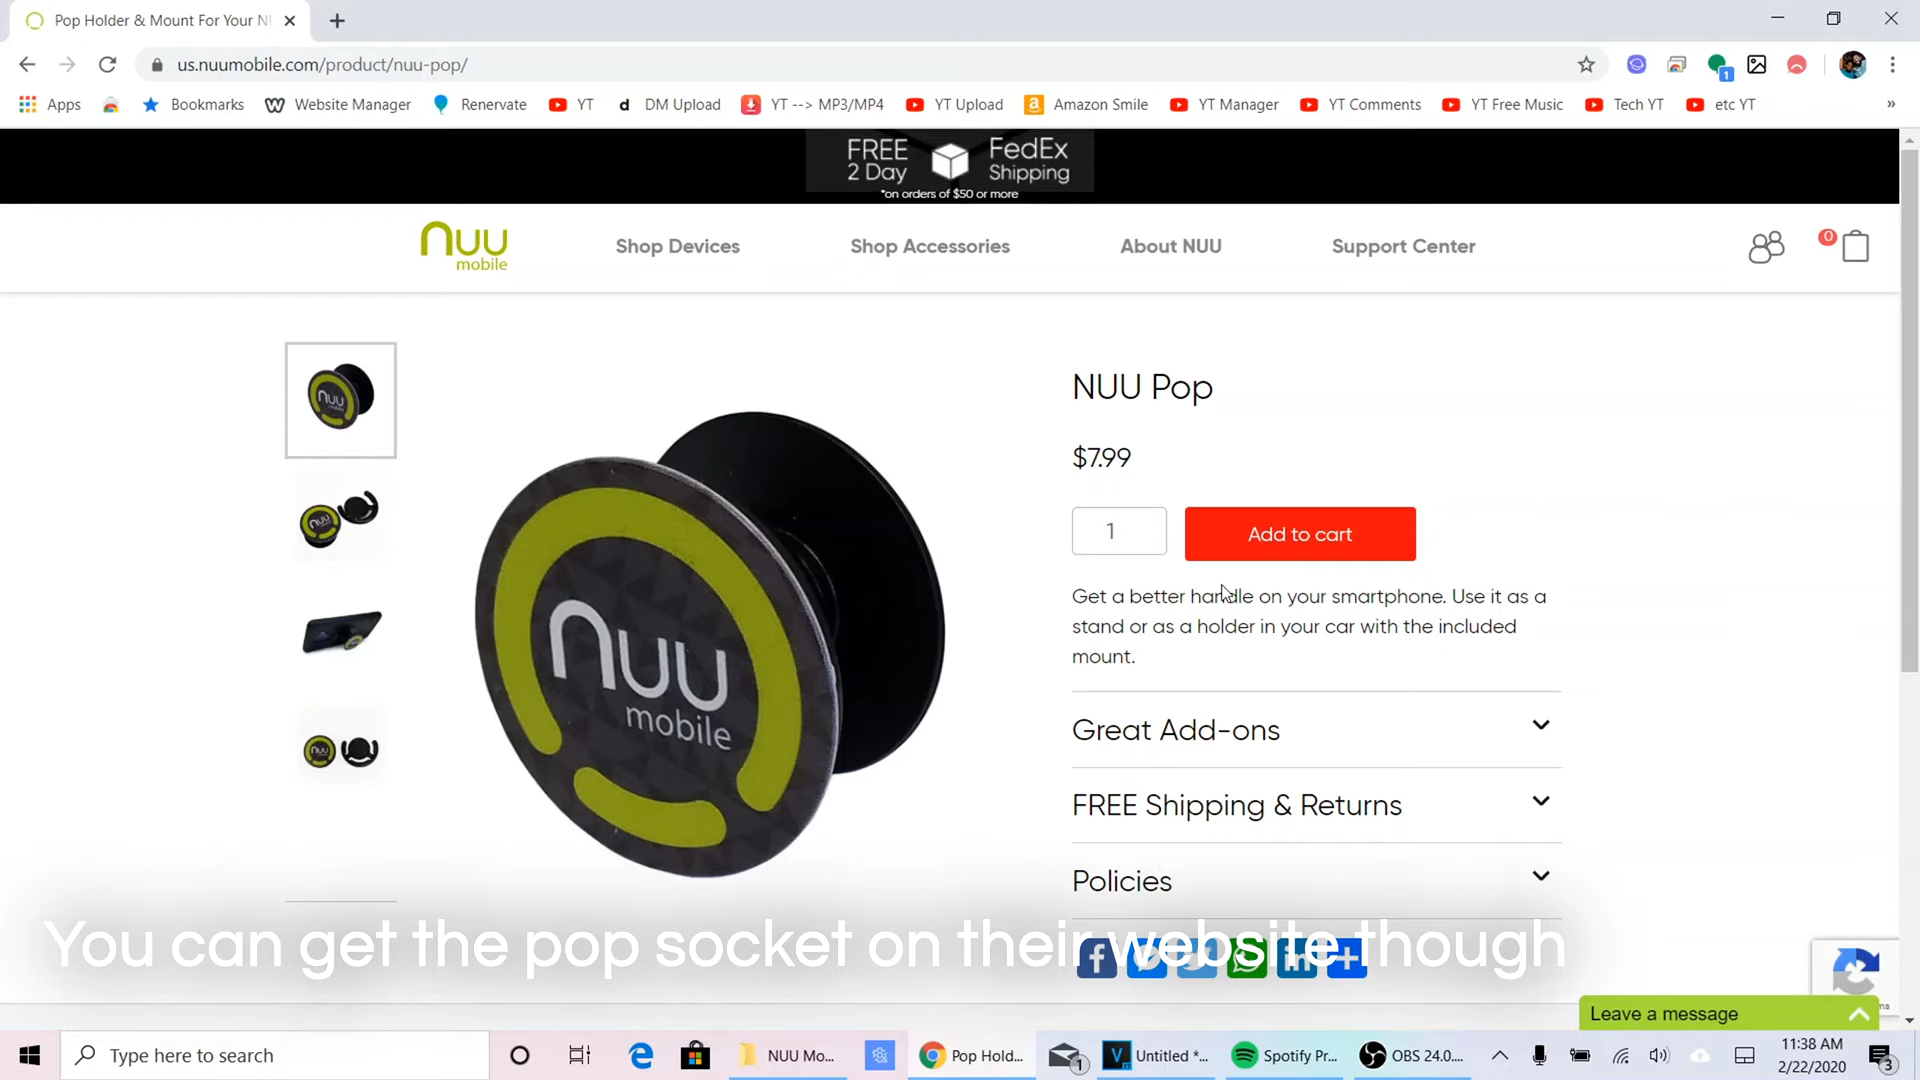 Pop Holder & Mount For Your N
us.nuumobile.com/product/nuu-pop/
Apps Bookmarks Website Manager Renervate YT DM Upload YT --> MP3/MP4 YT Upload Amazon Smile YT Manager YT Comments YT Free Music Tech YT etc YT »
FREE
2 Day
FedEx
Shipping
*on orders of $50 or more
nuu
mobile
Shop Devices
Shop Accessories
About NUU
Support Center
0
NUU Pop
$7.99
1
Add to cart
Get a better handle on your smartphone. Use it as a
stand or as a holder in your car with the included
mount.
nuu
mobile
Great Add-ons
FREE Shipping & Returns
Policies
You can get the pop socket on their website though
Leave a message
Type here to search
NUU Mo...
Pop Hold...
1
Untitled *...
Spotify Pr...
OBS 24.0....
11:38 AM
2/22/2020
3